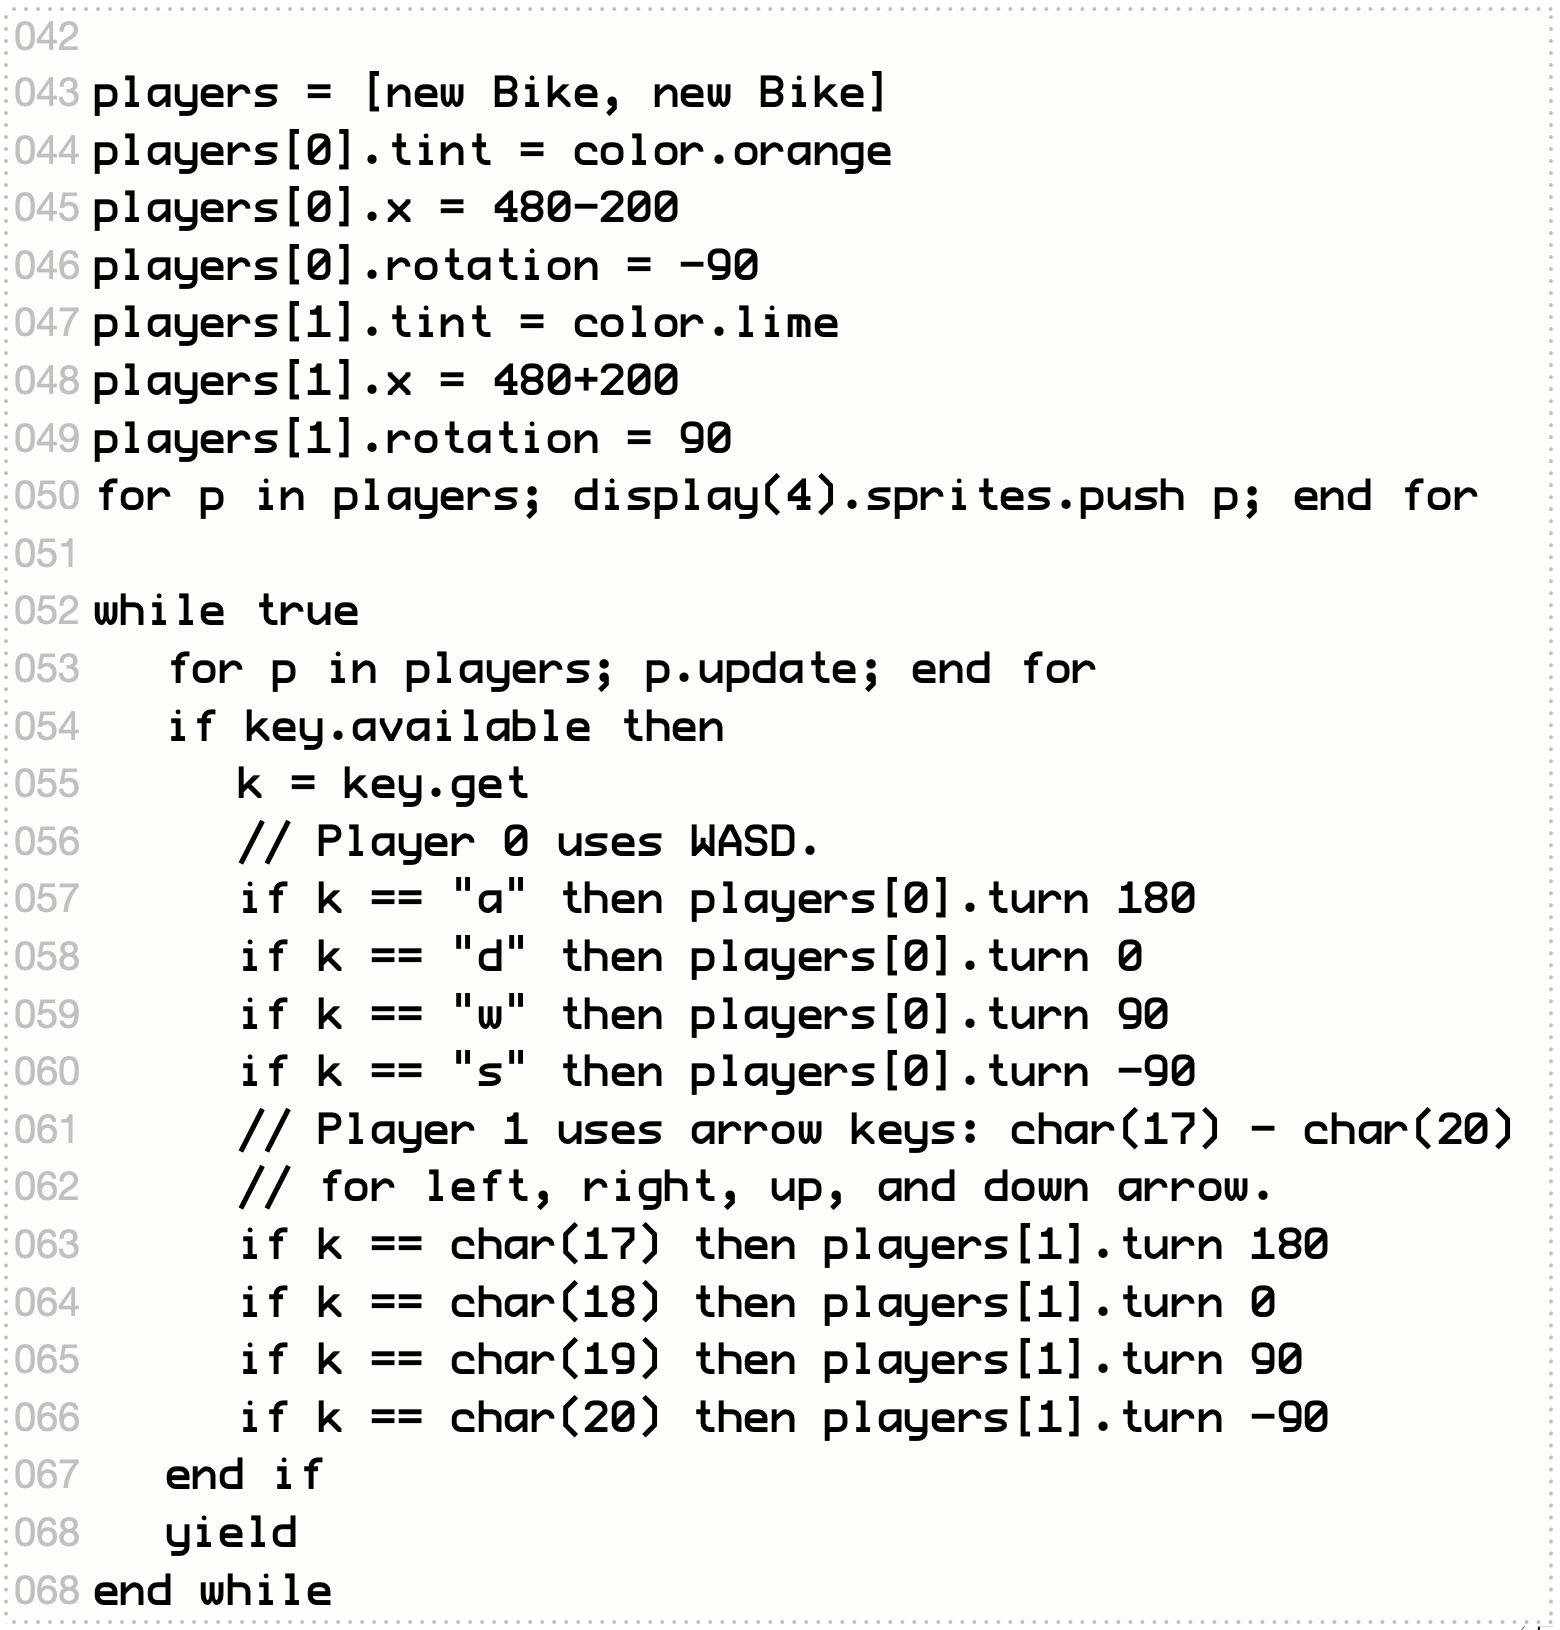 042
043 players = [new Bike, new Bike]
044 players[0].tint = color.orange
045 players[0].x = 480-200
046 players[0].rotation = -90
047 players[1].tint = color.lime
048 players[1].x = 480+200
049 players[1].rotation = 90
050 for p in players; display(4).sprites.push p; end for
051
052 while true
053    for p in players; p.update; end for
054    if key.available then
055       k = key.get
056       // Player 0 uses WASD.
057       if k == "a" then players[0].turn 180
058       if k == "d" then players[0].turn 0
059       if k == "w" then players[0].turn 90
060       if k == "s" then players[0].turn -90
061       // Player 1 uses arrow keys: char(17) - char(20)
062       // for left, right, up, and down arrow.
063       if k == char(17) then players[1].turn 180
064       if k == char(18) then players[1].turn 0
065       if k == char(19) then players[1].turn 90
066       if k == char(20) then players[1].turn -90
067    end if
068    yield
068 end while